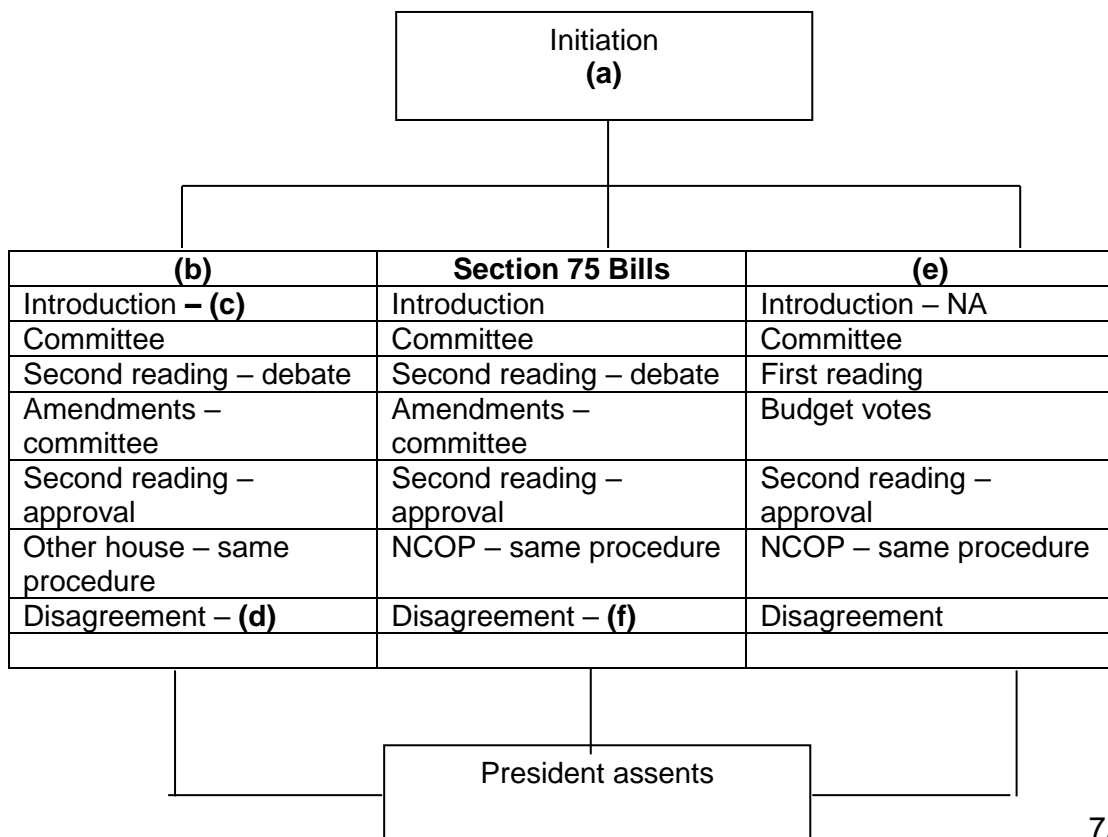 Initiation
(a)
(b) Section 75 Bills (e)
Introduction – (c) Introduction Introduction – NA
Committee Committee Committee
Second reading – debate Second reading – debate First reading
Amendments – Amendments – Budget votes
committee committee
Second reading – Second reading – Second reading –
approval approval approval
Other house – same NCOP – same procedure NCOP – same procedure
procedure
Disagreement – (d) Disagreement – (f) Disagreement
President assents